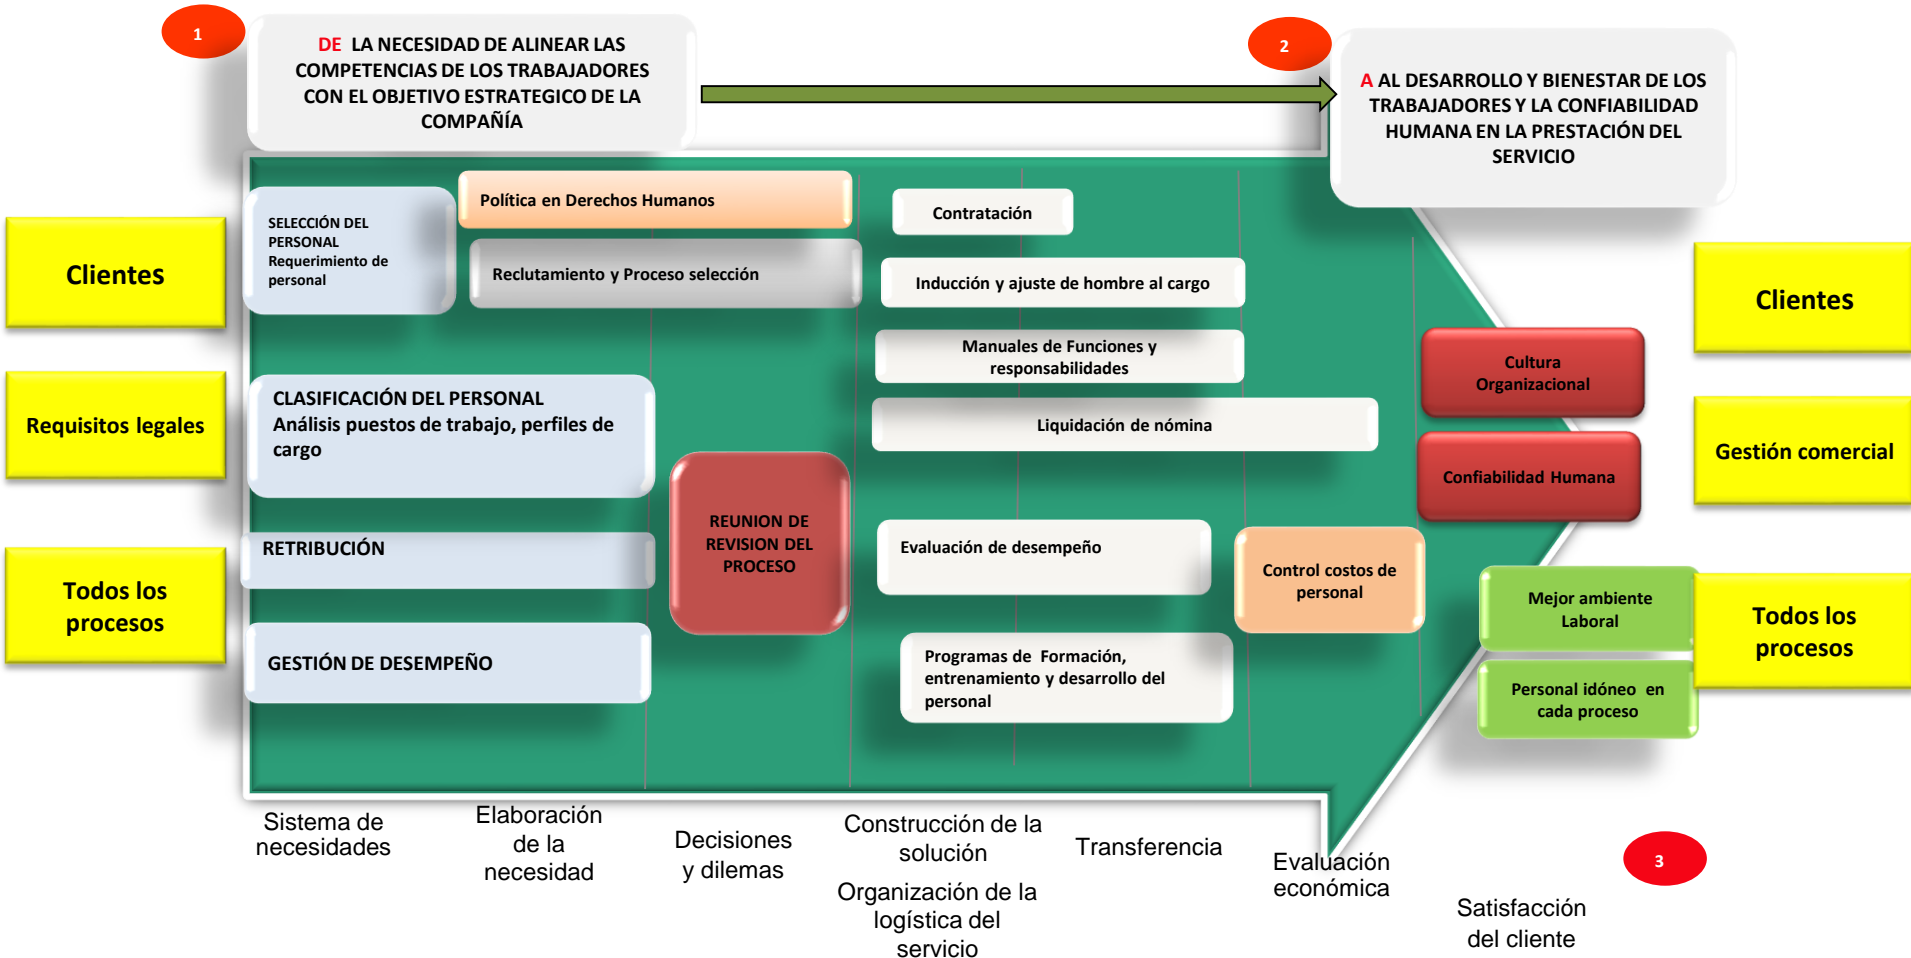 1
DE LA NECESIDAD DE ALINEAR LAS
COMPETENCIAS DE LOS TRABAJADORES
CON EL OBJETIVO ESTRATEGICO DE LA
COMPAÑÍA
2
A AL DESARROLLO Y BIENESTAR DE LOS
TRABAJADORES Y LA CONFIABILIDAD
HUMANA EN LA PRESTACIÓN DEL
SERVICIO
Clientes
Requisitos legales
Todos los
procesos
SELECCIÓN DEL
PERSONAL
Requerimiento de
personal
Política en Derechos Humanos
Reclutamiento y Proceso selección
CLASIFICACIÓN DEL PERSONAL
Análisis puestos de trabajo, perfiles de
cargo
RETRIBUCIÓN
GESTIÓN DE DESEMPEÑO
REUNION DE
REVISION DEL
PROCESO
Contratación
Inducción y ajuste de hombre al cargo
Manuales de Funciones y
responsabilidades
Liquidación de nómina
Evaluación de desempeño
Programas de Formación,
entrenamiento y desarrollo del
personal
Control costos de
personal
Cultura
Organizacional
Confiabilidad Humana
Mejor ambiente
Laboral
Personal idóneo en
cada proceso
Clientes
Gestión comercial
Todos los
procesos
Sistema de
necesidades
Elaboración
de la
necesidad
Decisiones
y dilemas
Construcción de la
solución
Organización de la
logística del
servicio
Transferencia
Evaluación
económica
Satisfacción
del cliente
3